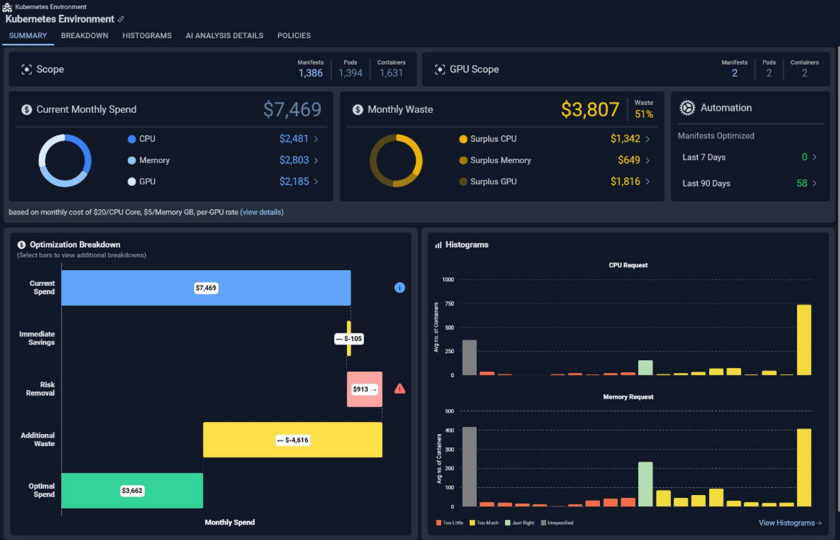 Kubernetes Environment
Kubernetes Environment
SUMMARY BREAKDOWN HISTOGRAMS AI ANALYSIS DETAILS POLICIES
Scope
Manifests Pods Containers
1,386 1,394 1,631
GPU Scope
Manifests Pods Containers
2 2 2
Current Monthly Spend $7,469
CPU $2,481 >
Memory $2,803 >
GPU $2,185 >
Monthly Waste $3,807 Waste 51%
Surplus CPU $1,342 >
Surplus Memory $649 >
Surplus GPU $1,816 >
Automation
Manifests Optimized
Last 7 Days 0 >
Last 90 Days 58 >
based on monthly cost of $20/CPU Core, $5/Memory GB, per-GPU rate (view details)
Optimization Breakdown
(Select bars to view additional breakdowns)
Current Spend $7,469
Immediate Savings ← $-105
Risk Removal $913 →
Additional Waste ← $-4,616
Optimal Spend $3,662
Monthly Spend
Histograms
CPU Request
Avg no. of Containers
1000
750
500
250
0
Memory Request
Avg no. of Containers
500
400
300
200
100
0
Too Little Too Much Just Right Unspecified
View Histograms →